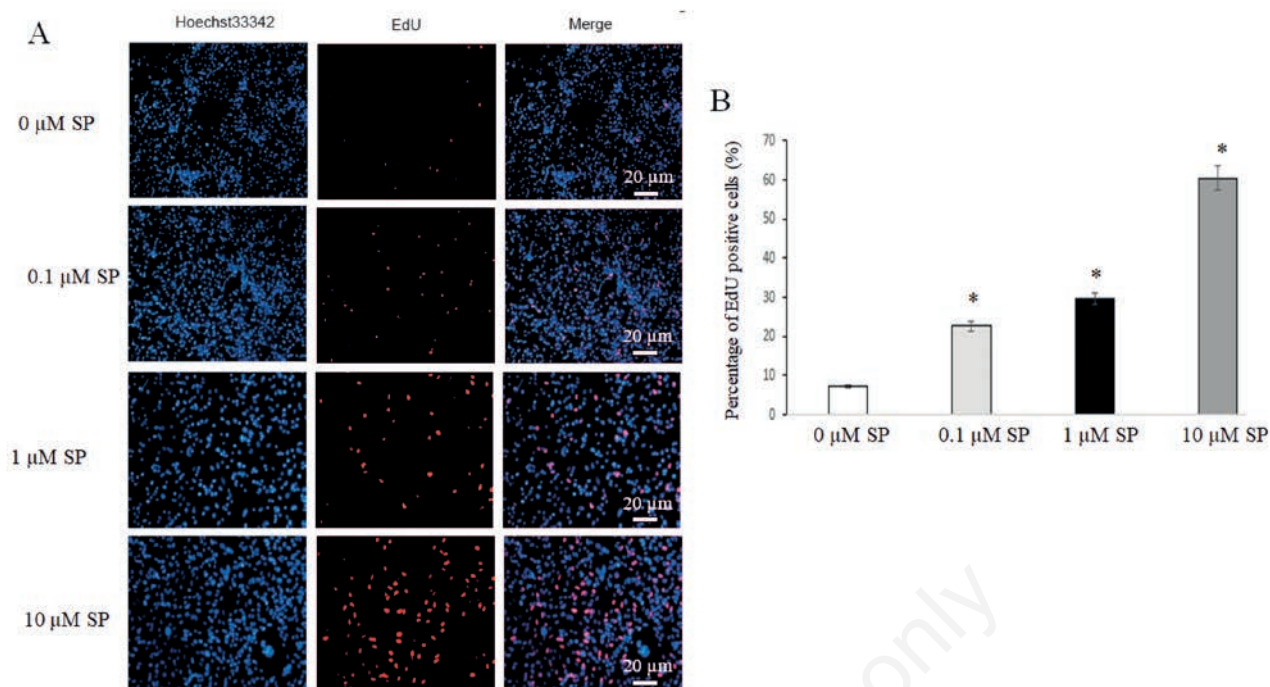 A
Hoechst33342 EdU Merge
0 μM SP
20 μm
0.1 μM SP
20 μm
1 μM SP
20 μm
10 μM SP
20 μm
B
Percentage of EdU positive cells (%)
70
60
50
40
30
20
10
0
*
*
*
0 μM SP 0.1 μM SP 1 μM SP 10 μM SP
only